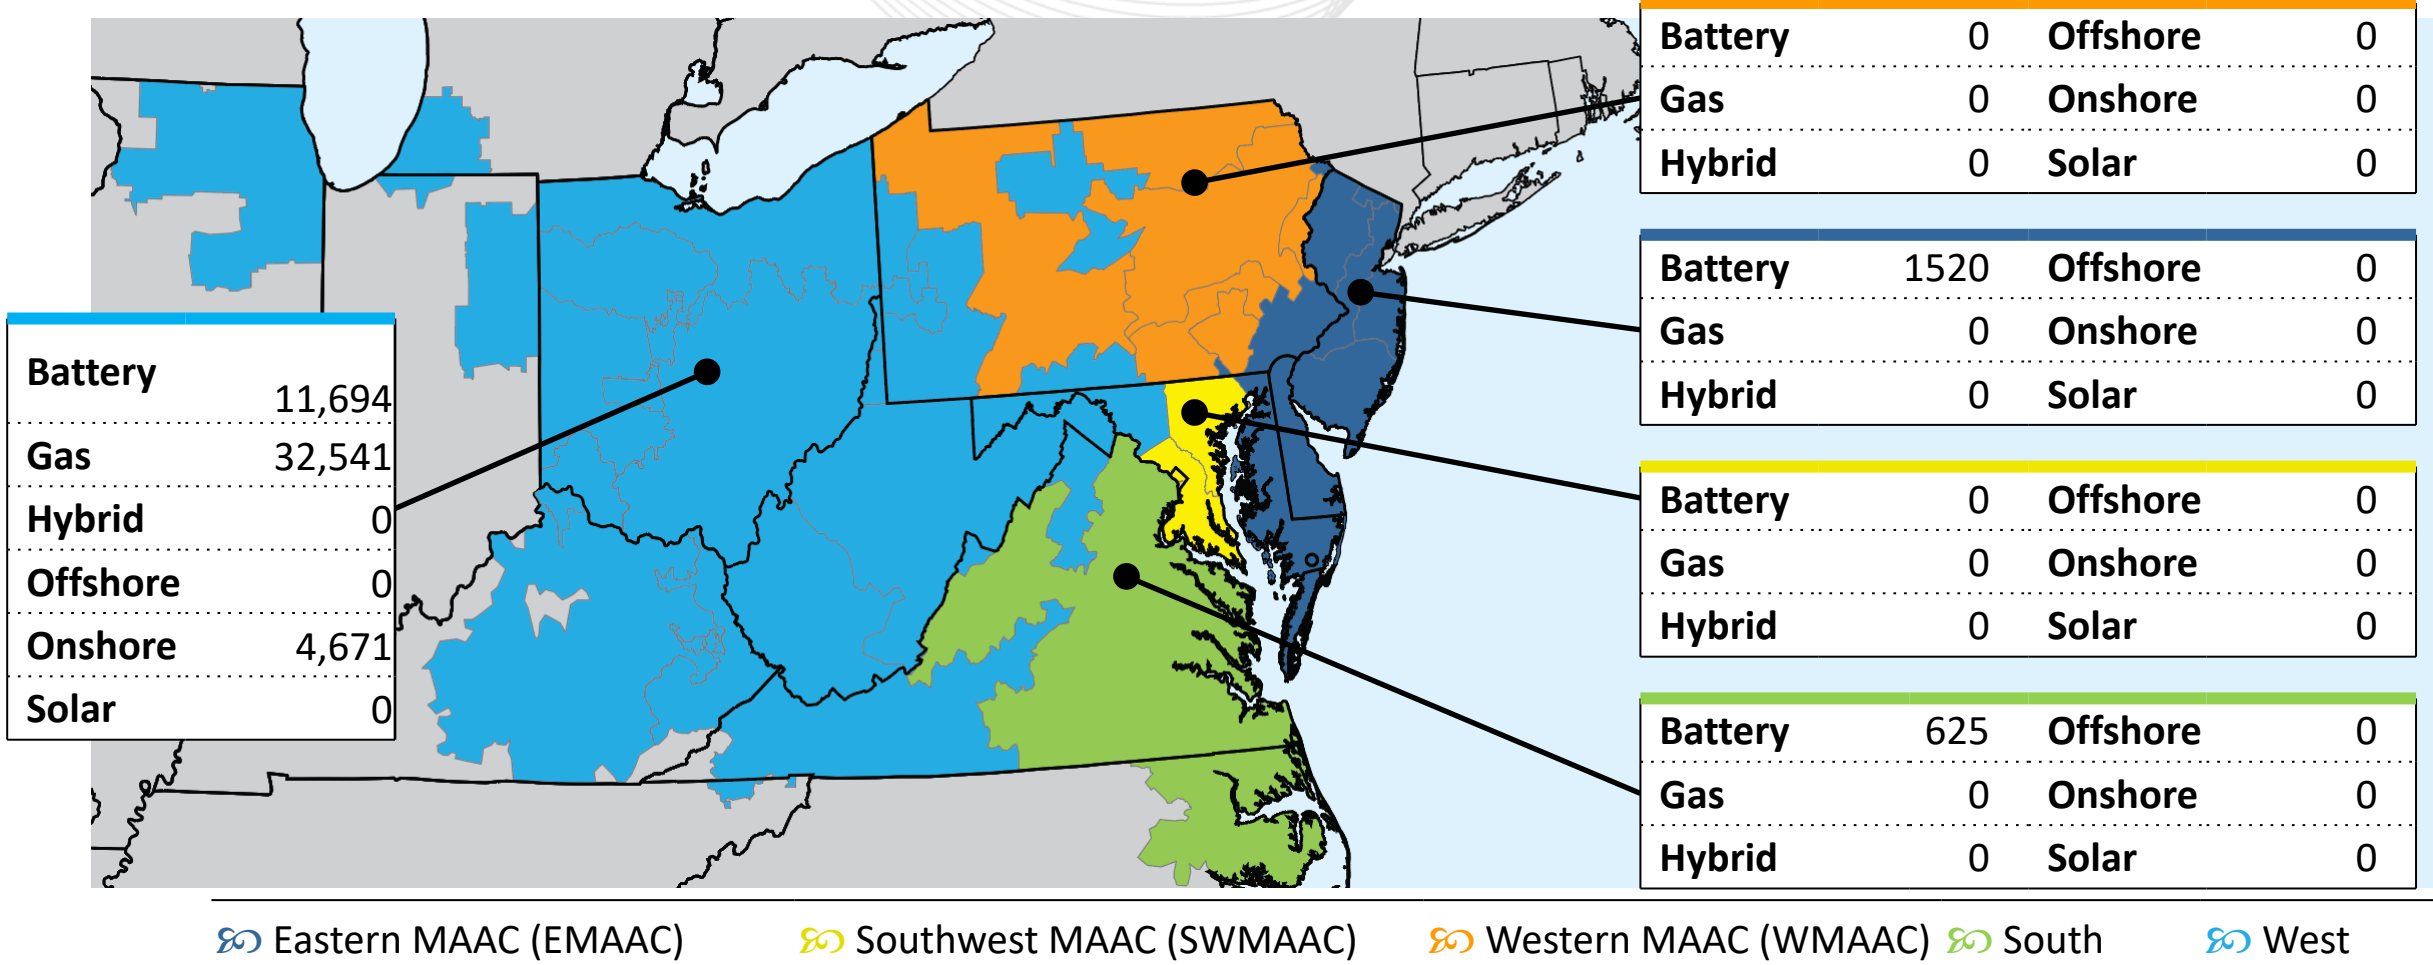 Battery 0 Offshore 0
Gas 0 Onshore 0
Hybrid 0 Solar 0
Battery 1520 Offshore 0
Gas 0 Onshore 0
Hybrid 0 Solar 0
Battery 11,694
Gas 32,541
Hybrid 0
Offshore 0
Onshore 4,671
Solar 0
Battery 0 Offshore 0
Gas 0 Onshore 0
Hybrid 0 Solar 0
Battery 625 Offshore 0
Gas 0 Onshore 0
Hybrid 0 Solar 0
Eastern MAAC (EMAAC) Southwest MAAC (SWMAAC) Western MAAC (WMAAC) South West